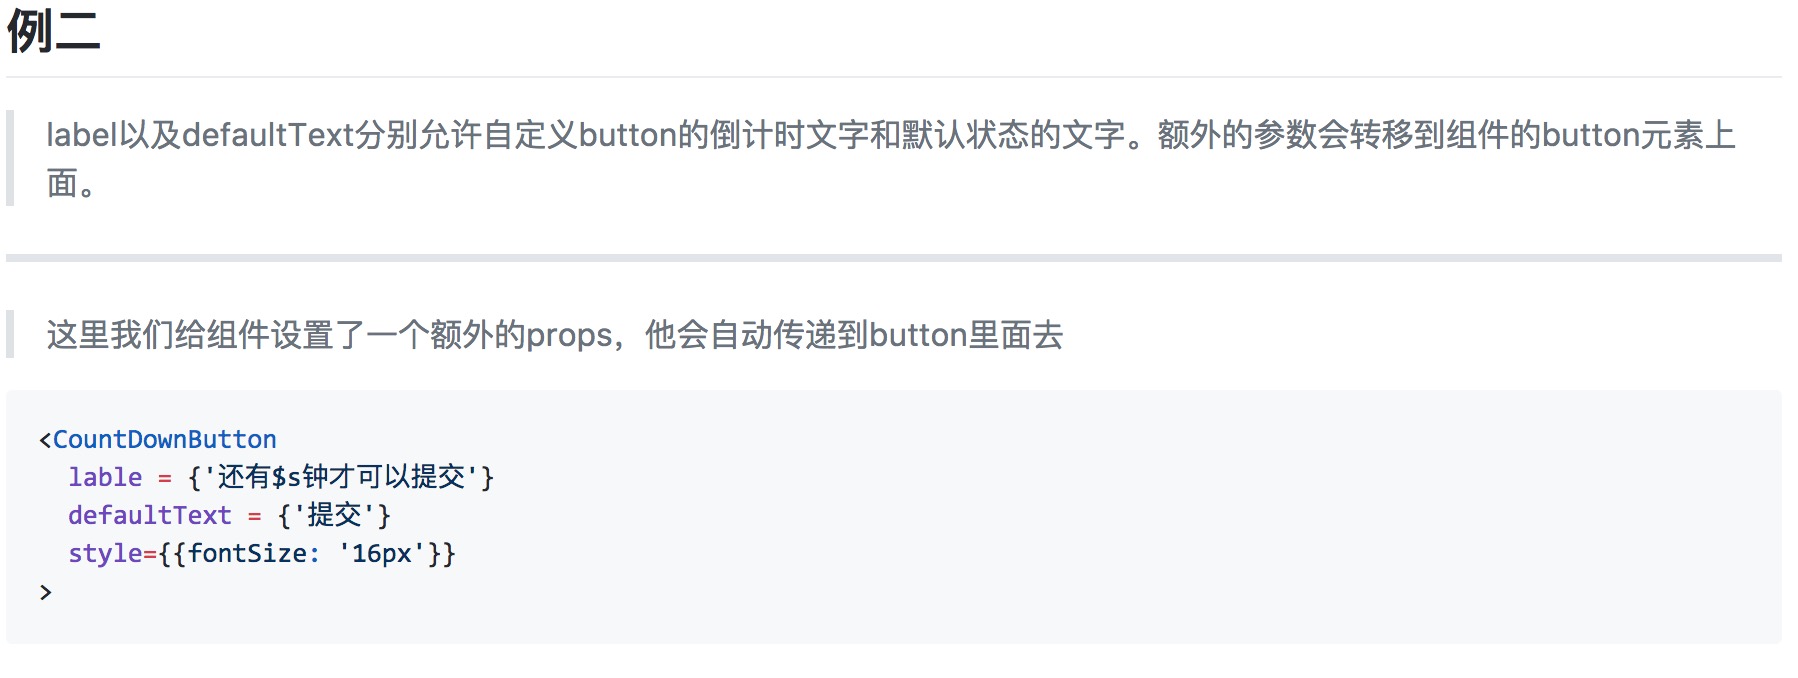 例二
label以及defaultText分别允许自定义button的倒计时文字和默认状态的文字。额外的参数会转移到组件的button元素上
面。
这里我们给组件设置了一个额外的props，他会自动传递到button里面去
<CountDownButton
  lable = {'还有$s钟才可以提交'}
  defaultText = {'提交'}
  style={{fontSize: '16px'}}
>